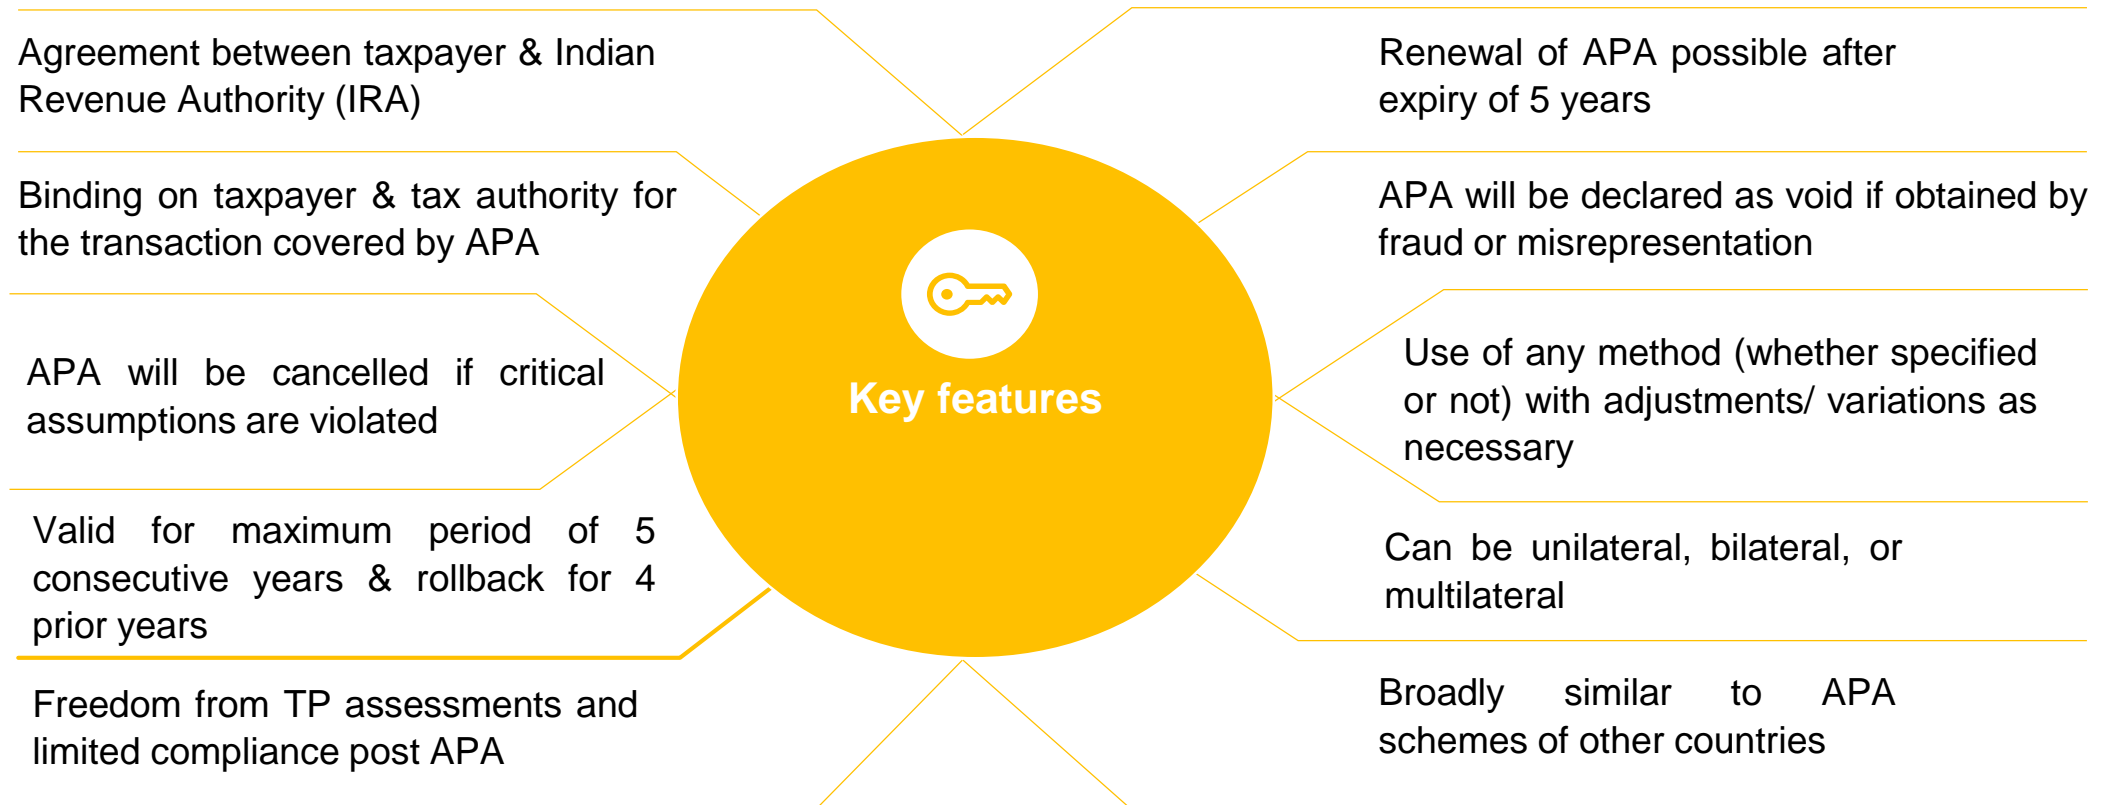 Agreement between taxpayer & Indian
Revenue Authority (IRA)
Binding on taxpayer & tax authority for
the transaction covered by APA
APA will be cancelled if critical
assumptions are violated
Valid for maximum period of 5
consecutive years & rollback for 4
prior years
Freedom from TP assessments and
limited compliance post APA
Key features
Renewal of APA possible after
expiry of 5 years
APA will be declared as void if obtained by
fraud or misrepresentation
Use of any method (whether specified
or not) with adjustments/ variations as
necessary
Can be unilateral, bilateral, or
multilateral
Broadly similar to APA
schemes of other countries